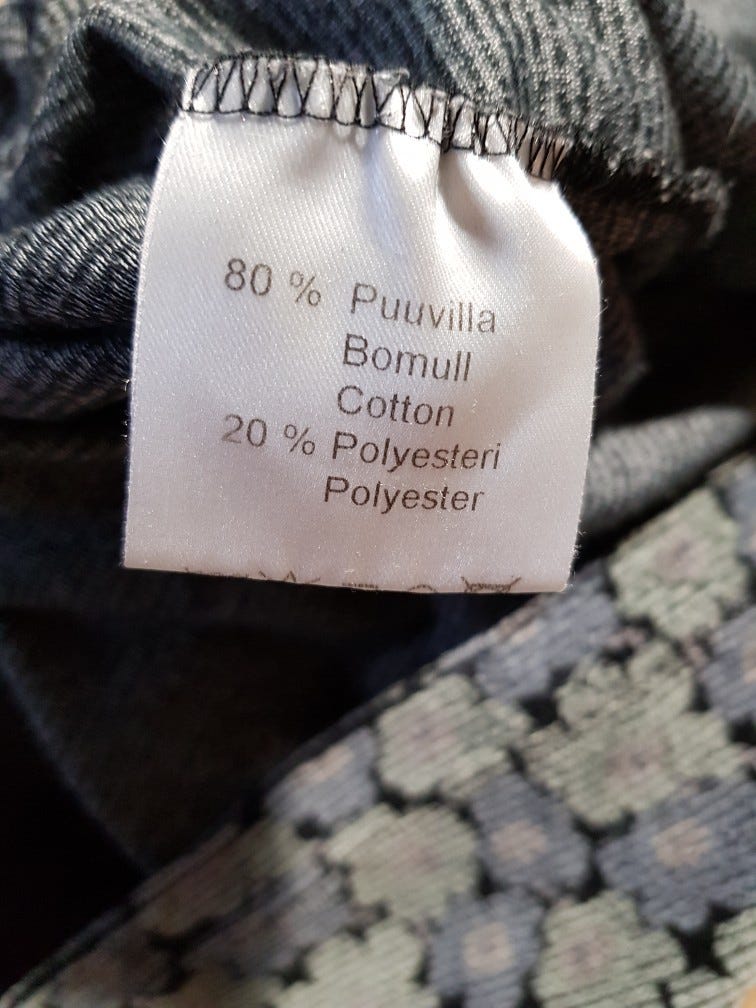 80 % Puuvilla
Bomull
Cotton
20 % Polyesteri
Polyester